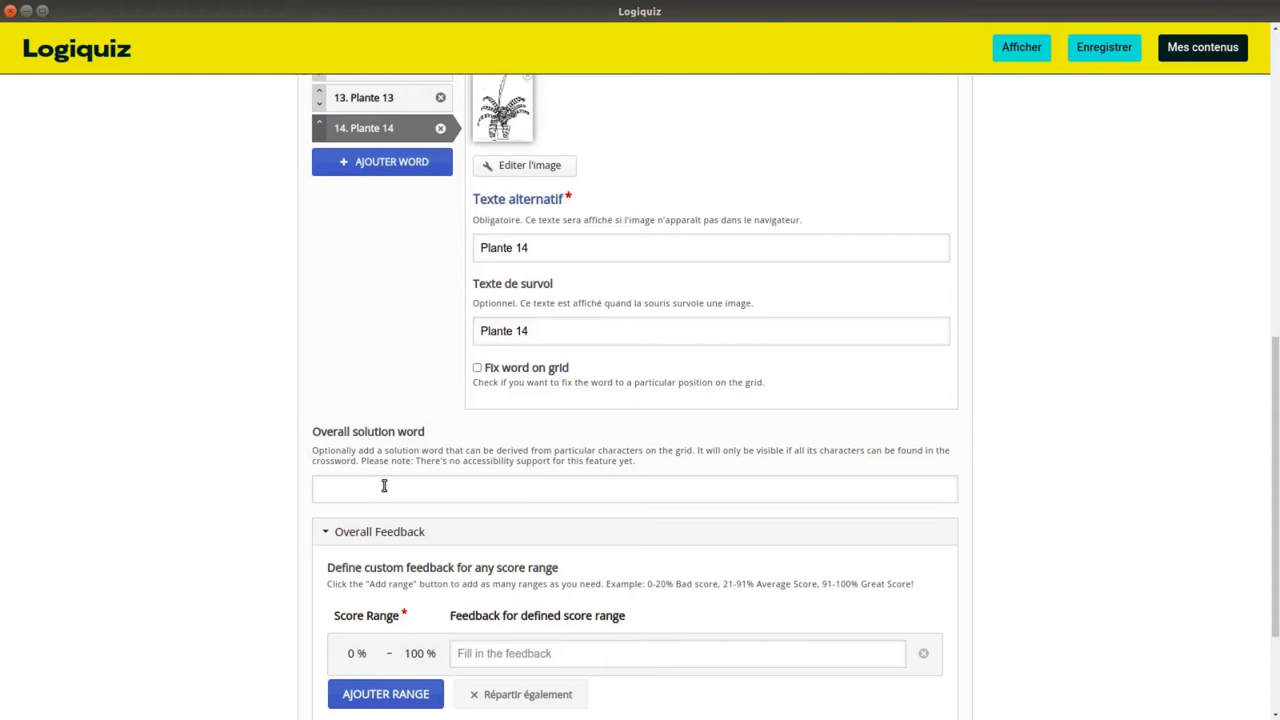 Logiquiz
Logiquiz
Afficher
Enregistrer
Mes contenus
13. Plante 13
14. Plante 14
+ AJOUTER WORD
Editer l'image
Texte alternatif *
Obligatoire. Ce texte sera affiché si l'image n'apparaît pas dans le navigateur.
Plante 14
Texte de survol
Optionnel. Ce texte est affiché quand la souris survole une image.
Plante 14
Fix word on grid
Check if you want to fix the word to a particular position on the grid.
Overall solution word
Optionally add a solution word that can be derived from particular characters on the grid. It will only be visible if all its characters can be found in the
crossword. Please note: There's no accessibility support for this feature yet.
Overall Feedback
Define custom feedback for any score range
Click the "Add range" button to add as many ranges as you need. Example: 0-20% Bad score, 21-91% Average Score, 91-100% Great Score!
Score Range * Feedback for defined score range
0 % – 100 % Fill in the feedback
AJOUTER RANGE
Répartir également